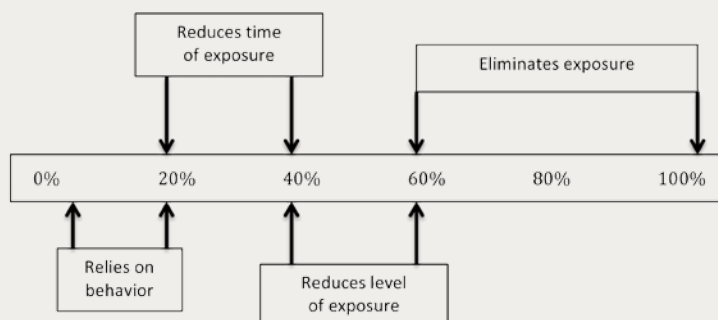 Reduces time
of exposure
Eliminates exposure
0% 20% 40% 60% 80% 100%
Relies on
behavior
Reduces level
of exposure